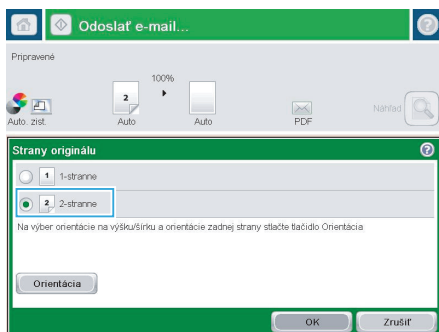 Odoslať e-mail...
Pripravené
100%
2
Auto. zist.
Auto
Auto
PDF
Náhľad
Strany originálu
1 1-stranne
2 2-stranne
Na výber orientácie na výšku/šírku a orientácie zadnej strany stlačte tlačidlo Orientácia
Orientácia
OK
Zrušiť